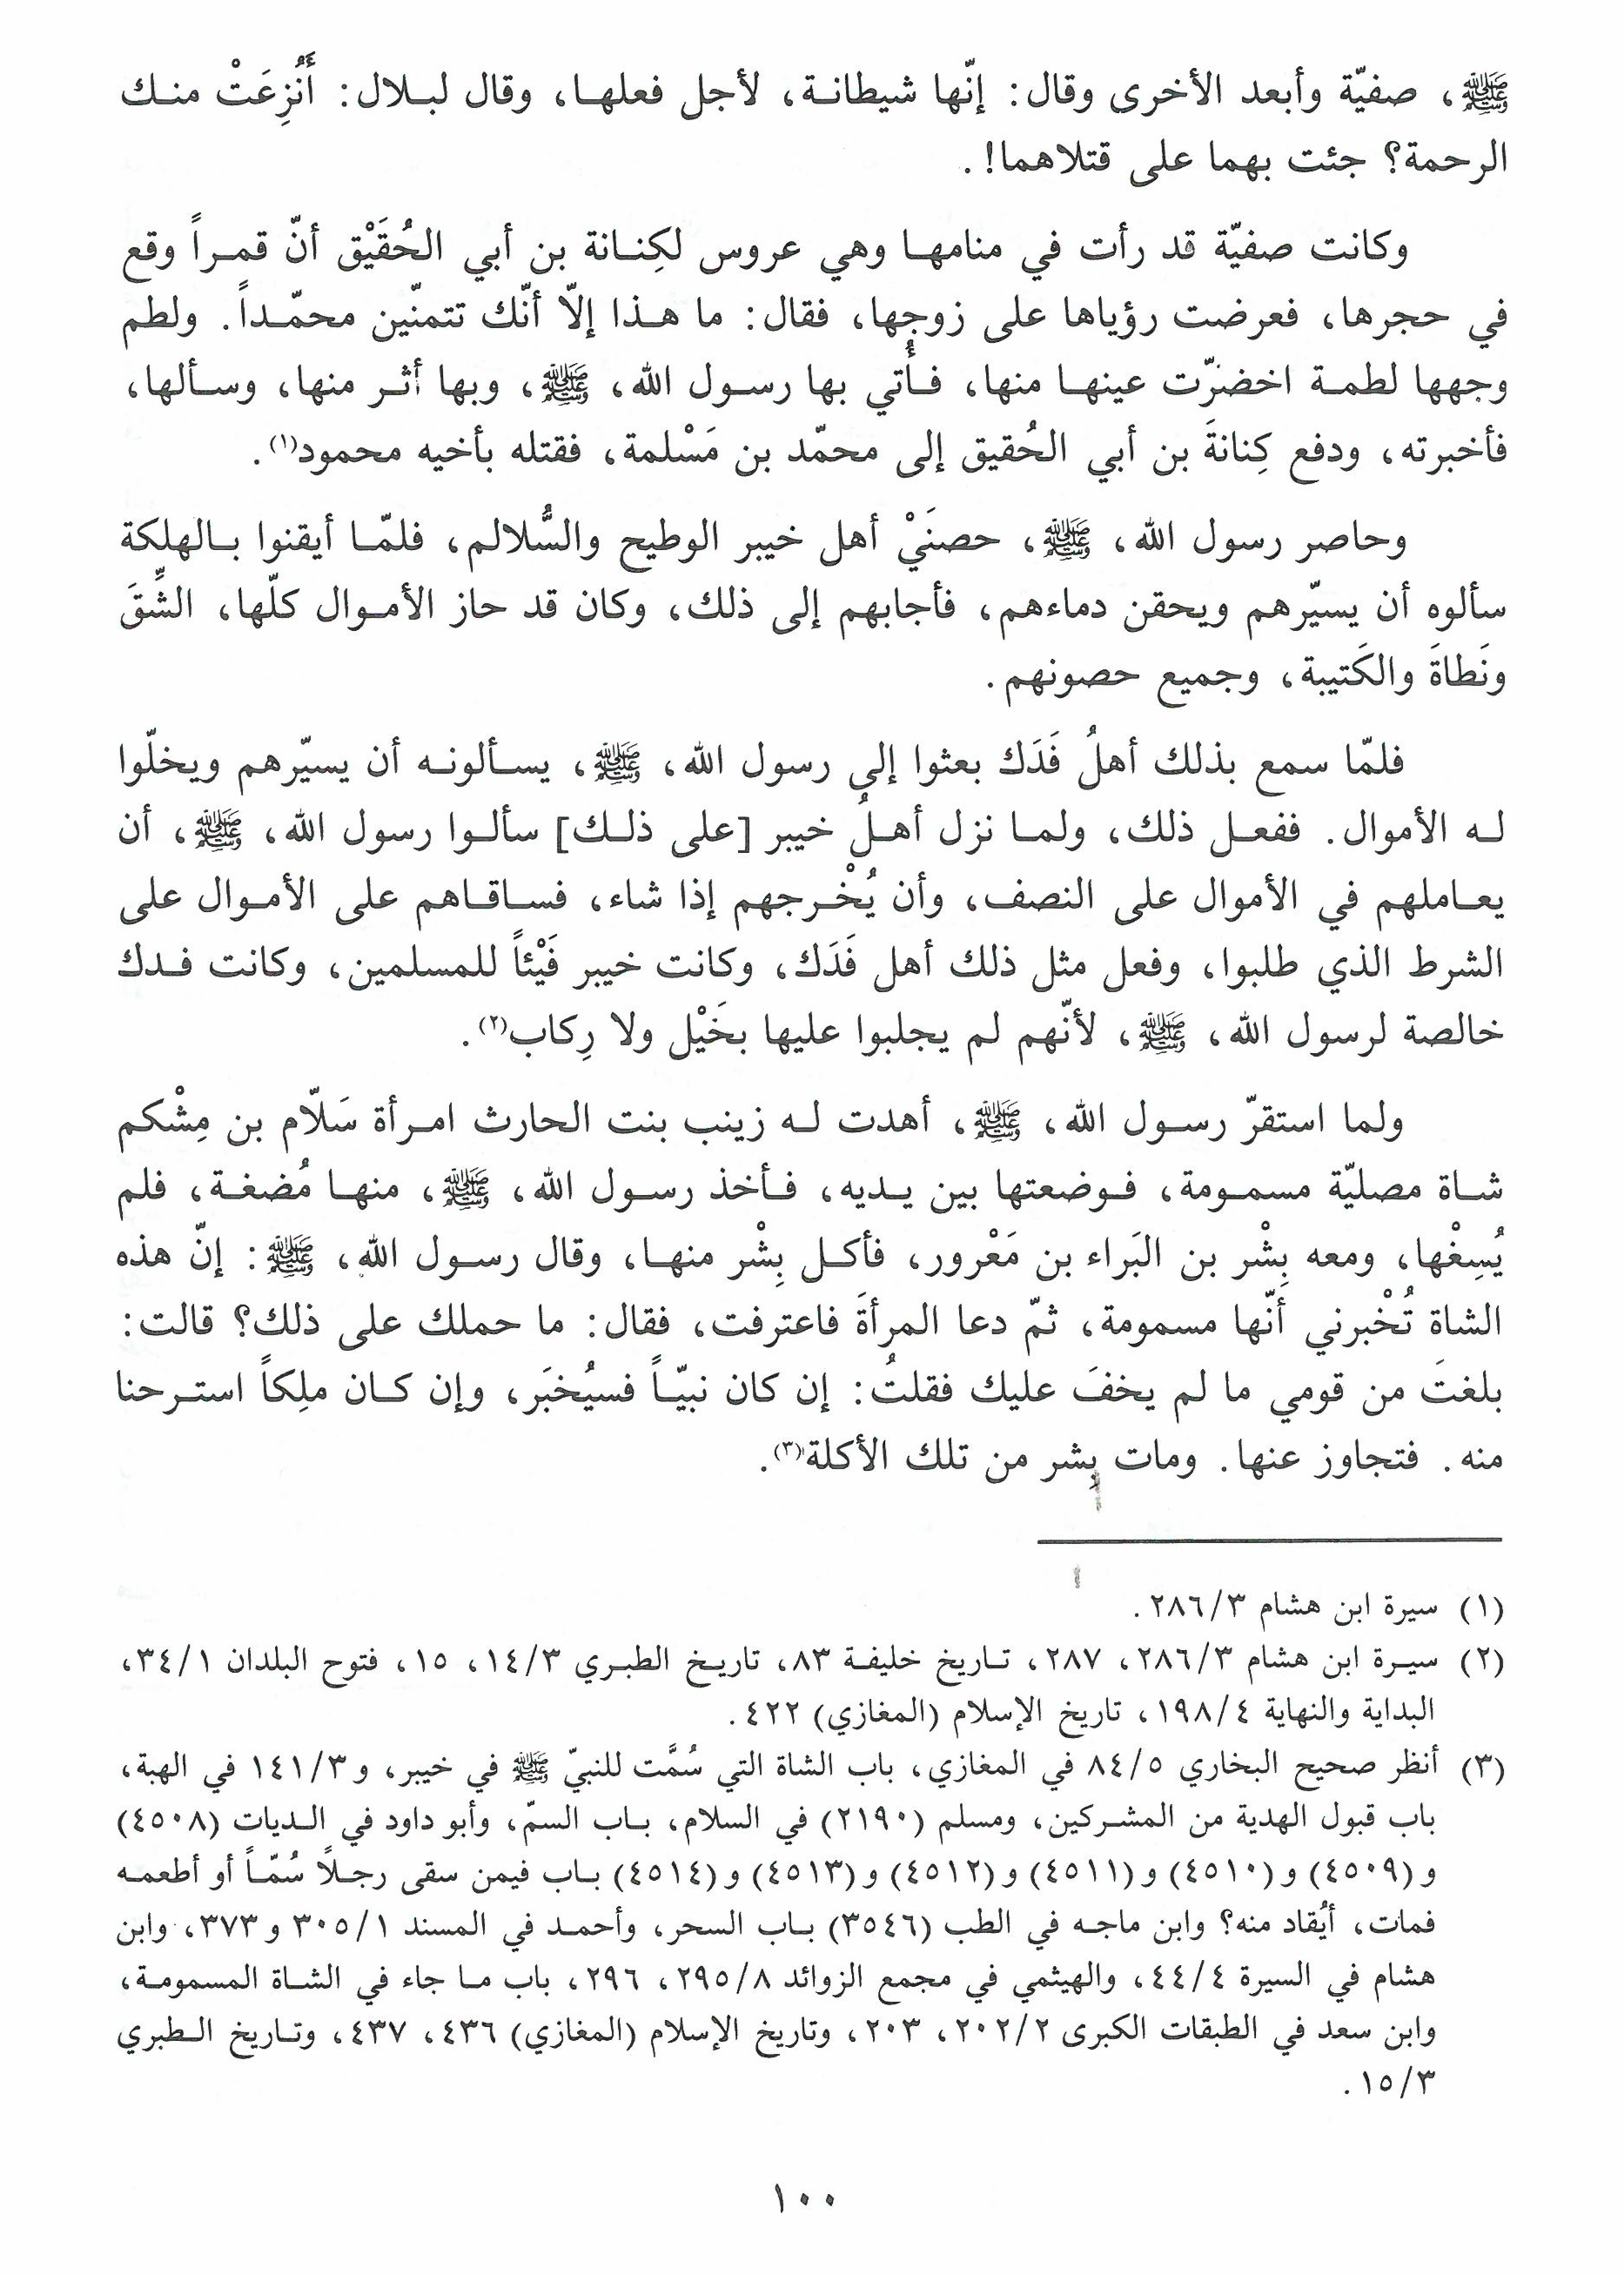 ﷺ، صفيّة وأبعد الأخرى وقال: إنّها شيطانة، لأجل فعلها، وقال لبلال: أَنُزِعَتْ منك
الرحمة؟ جئت بهما على قتلاهما!.
وكانت صفيّة قد رأت في منامها وهي عروس لكِنانة بن أبي الحُقَيْق أنّ قمراً وقع
في حجرها، فعرضت رؤياها على زوجها، فقال: ما هذا إلّا أنّك تتمنّين محمّداً. ولطم
وجهها لطمة اخضرّت عينها منها، فأُتي بها رسول الله، ﷺ، وبها أثر منها، وسألها،
فأخبرته، ودفع كِنانةَ بن أبي الحُقيق إلى محمّد بن مَسْلمة، فقتله بأخيه محمود(١).
وحاصر رسول الله، ﷺ، حصنَيْ أهل خيبر الوطيح والسُّلالم، فلمّا أيقنوا بالهلكة
سألوه أن يسيّرهم ويحقن دماءهم، فأجابهم إلى ذلك، وكان قد حاز الأموال كلّها، الشِّقَ
ونَطاةَ والكَتيبة، وجميع حصونهم.
فلمّا سمع بذلك أهلُ فَدَك بعثوا إلى رسول الله، ﷺ، يسألونه أن يسيّرهم ويخلّوا
له الأموال. ففعل ذلك، ولما نزل أهلُ خيبر [على ذلك] سألوا رسول الله، ﷺ، أن
يعاملهم في الأموال على النصف، وأن يُخْرجهم إذا شاء، فساقاهم على الأموال على
الشرط الذي طلبوا، وفعل مثل ذلك أهل فَدَك، وكانت خيبر فَيْئاً للمسلمين، وكانت فدك
خالصة لرسول الله، ﷺ، لأنّهم لم يجلبوا عليها بخَيْل ولا رِكاب(٢).
ولما استقرّ رسول الله، ﷺ، أهدت له زينب بنت الحارث امرأة سَلّام بن مِشْكم
شاة مصليّة مسمومة، فوضعتها بين يديه، فأخذ رسول الله، ﷺ، منها مُضغة، فلم
يُسِغْها، ومعه بِشْر بن البَراء بن مَعْرور، فأكل بِشْر منها، وقال رسول الله، ﷺ: إنّ هذه
الشاة تُخْبرني أنّها مسمومة، ثمّ دعا المرأةَ فاعترفت، فقال: ما حملك على ذلك؟ قالت:
بلغتَ من قومي ما لم يخفَ عليك فقلتُ: إن كان نبيّاً فسيُخبَر، وإن كان ملِكاً استرحنا
منه. فتجاوز عنها. ومات بِشر من تلك الأكلة(٣).
(١) سيرة ابن هشام ٢٨٦/٣.
(٢) سيرة ابن هشام ٢٨٦/٣، ٢٨٧، تاريخ خليفة ٨٣، تاريخ الطبري ١٤/٣، ١٥، فتوح البلدان ٣٤/١،
البداية والنهاية ١٩٨/٤، تاريخ الإسلام (المغازي) ٤٢٢.
(٣) أنظر صحيح البخاري ٨٤/٥ في المغازي، باب الشاة التي سُمَّت للنبيّ ﷺ في خيبر، و١٤١/٣ في الهبة،
باب قبول الهدية من المشركين، ومسلم (٢١٩٠) في السلام، باب السمّ، وأبو داود في الديات (٤٥٠٨)
و(٤٥٠٩) و(٤٥١٠) و(٤٥١١) و(٤٥١٢) و(٤٥١٣) و(٤٥١٤) باب فيمن سقى رجلاً سُمّاً أو أطعمه
فمات، أيُقاد منه؟ وابن ماجه في الطب (٣٥٤٦) باب السحر، وأحمد في المسند ٣٠٥/١ و٣٧٣، وابن
هشام في السيرة ٤٤/٤، والهيثمي في مجمع الزوائد ٢٩٥/٨، ٢٩٦، باب ما جاء في الشاة المسمومة،
وابن سعد في الطبقات الكبرى ٢٠٢/٢، ٢٠٣، وتاريخ الإسلام (المغازي) ٤٣٦، ٤٣٧، وتاريخ الطبري
١٥/٣.
١٠٠